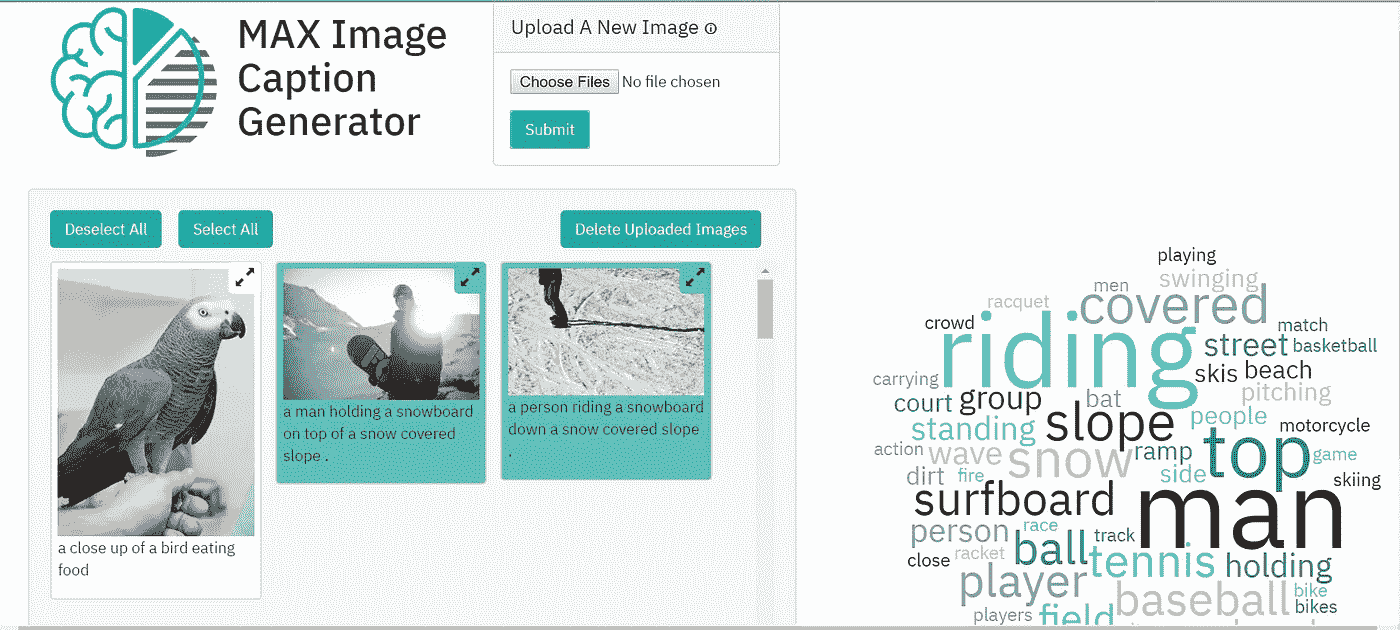 MAX Image
Caption
Generator
Upload A New Image
Choose Files No file chosen
Submit
Deselect All
Select All
Delete Uploaded Images
a close up of a bird eating
food
a man holding a snowboard
on top of a snow covered
slope .
a person riding a snowboard
down a snow covered slope
.
playing
swinging
men
covered
racquet
crowd
riding
match
street
basketball
skis
beach
carrying
pitching
court
group
bat
people
slope
standing
motorcycle
action
wave
snow
ramp
top
game
dirt
fire
side
skiing
surfboard
man
person
race
track
close
racket
ball
tennis
holding
player
baseball
bike
bikes
players
field